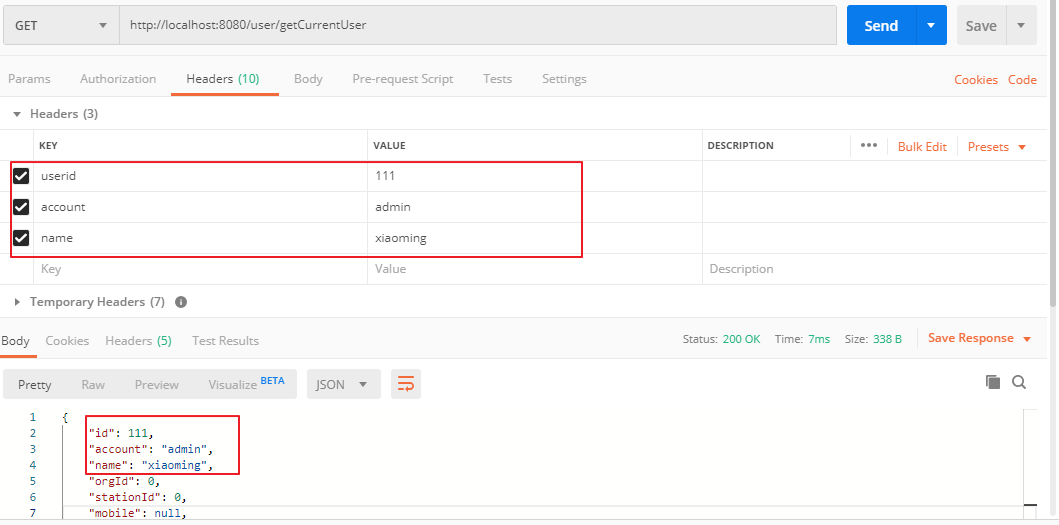 GET http://localhost:8080/user/getCurrentUser Send Save
Params Authorization Headers (10) Body Pre-request Script Tests Settings Cookies Code
Headers (3)
KEY VALUE DESCRIPTION ••• Bulk Edit Presets
userid 111
account admin
name xiaoming
Key Value Description
Temporary Headers (7) i
Body Cookies Headers (5) Test Results Status: 200 OK Time: 7ms Size: 338 B Save Response
Pretty Raw Preview Visualize BETA JSON
1 {
2 "id": 111,
3 "account": "admin",
4 "name": "xiaoming",
5 "orgId": 0,
6 "stationId": 0,
7 "mobile": null,